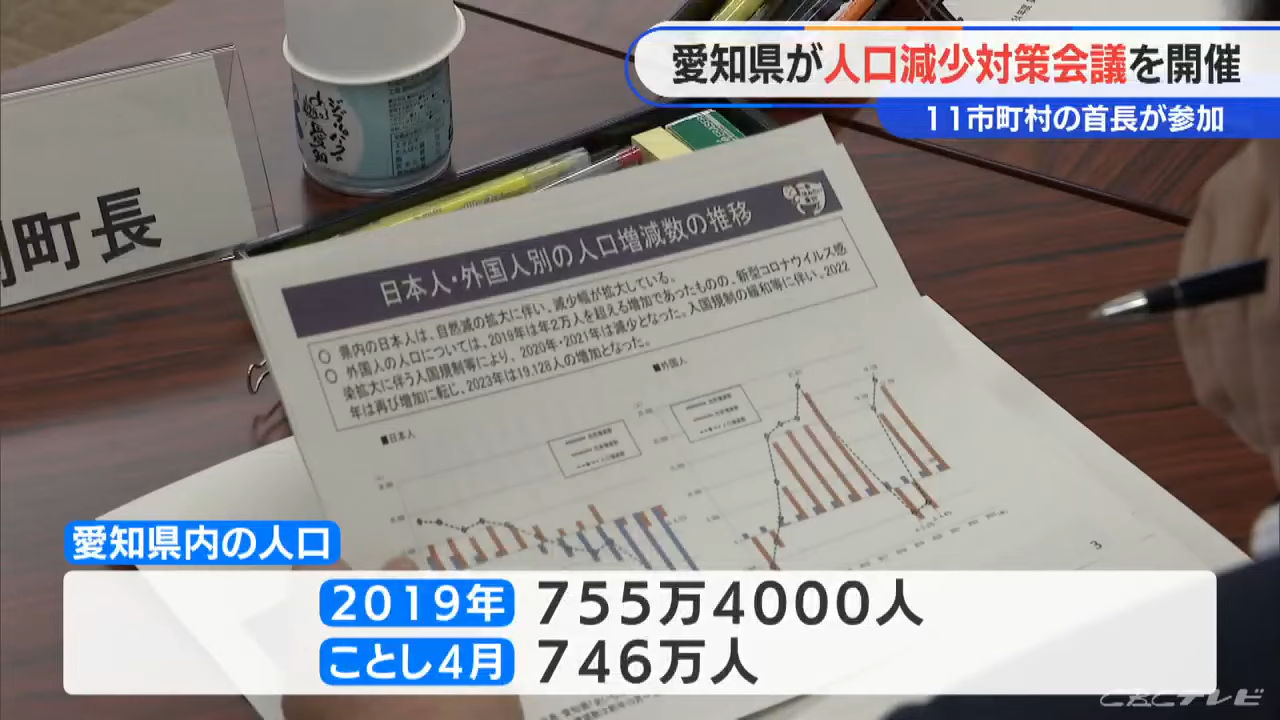 愛知県が人口減少対策会議を開催
11市町村の首長が参加
町長
日本人・外国人別の人口増減数の推移
○ 県内の日本人は、自然減の拡大に伴い、減少幅が拡大している。
○ 外国人の人口については、2019年は年2万人を超える増加であったものの、新型コロナウイルス感
染拡大に伴う入国規制等により、2020年・2021年は減少となった。入国規制の緩和等に伴い、2022
年は再び増加に転じ、2023年は19,128人の増加となった。
■日本人
■外国人
3
愛知県内の人口
2019年 755万4000人
ことし4月 746万人
CBCテレビ